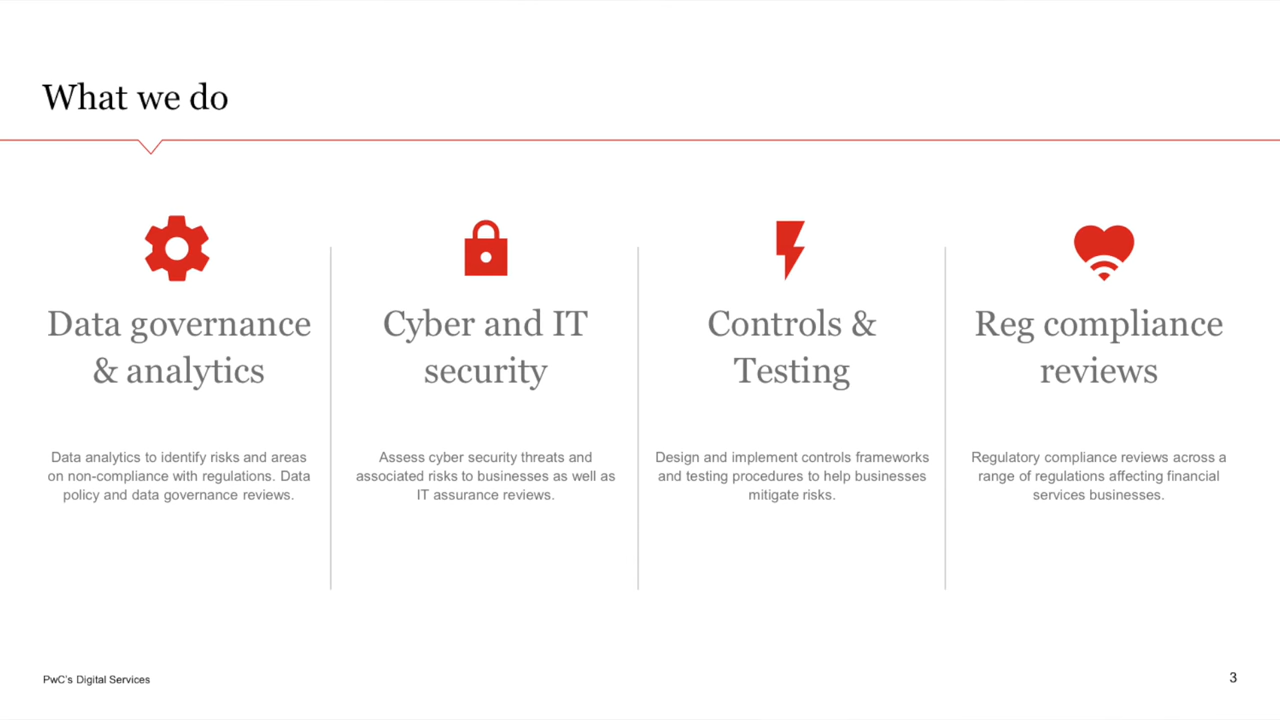 What we do
Data governance
& analytics
Data analytics to identify risks and areas
on non-compliance with regulations. Data
policy and data governance reviews.
Cyber and IT
security
Assess cyber security threats and
associated risks to businesses as well as
IT assurance reviews.
Controls &
Testing
Design and implement controls frameworks
and testing procedures to help businesses
mitigate risks.
Reg compliance
reviews
Regulatory compliance reviews across a
range of regulations affecting financial
services businesses.
PwC's Digital Services
3